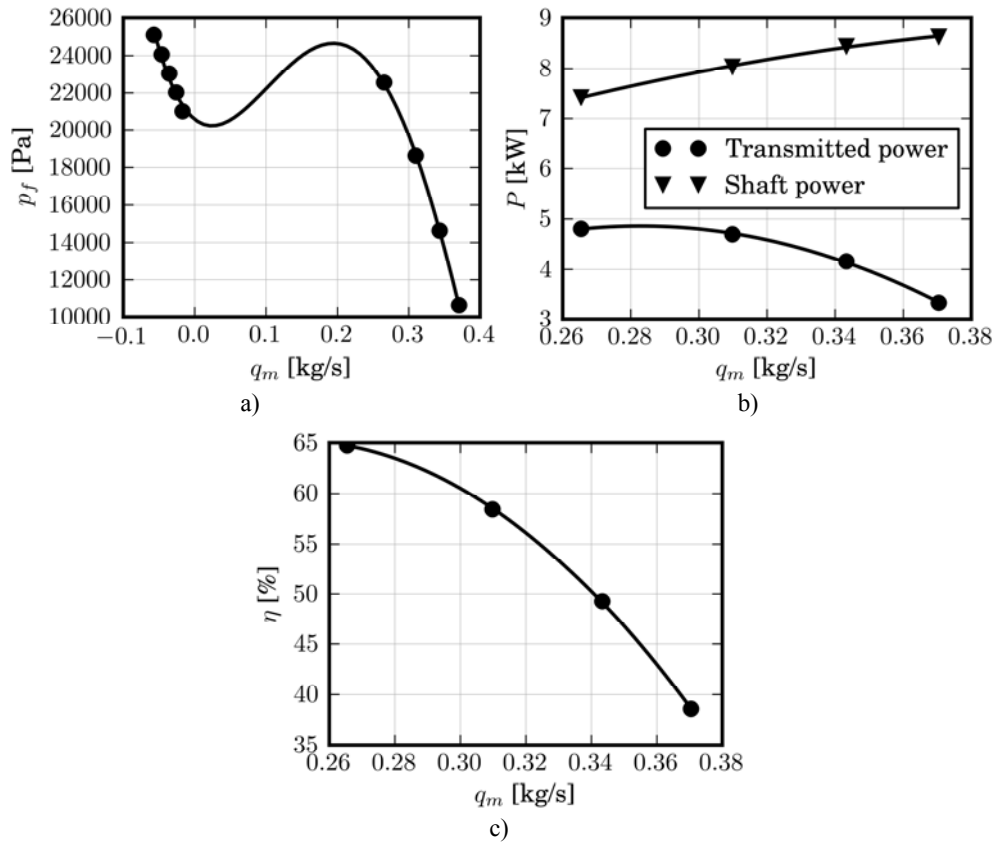 26000
24000
22000
20000
18000
16000
14000
12000
10000
p_f [Pa]
−0.1 0.0 0.1 0.2 0.3 0.4
q_m [kg/s]
a)
9
8
7
6
5
4
3
P [kW]
Transmitted power
Shaft power
0.26 0.28 0.30 0.32 0.34 0.36 0.38
q_m [kg/s]
b)
65
60
55
50
45
40
35
η [%]
0.26 0.28 0.30 0.32 0.34 0.36 0.38
q_m [kg/s]
c)